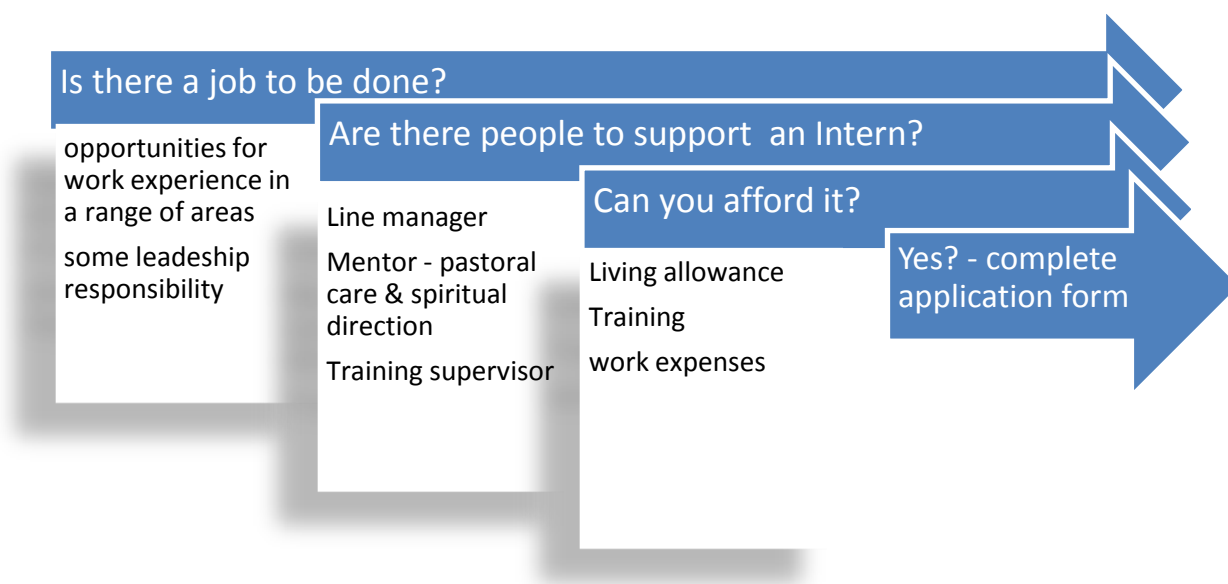 Is there a job to be done?
opportunities for
work experience in
a range of areas
some leadeship
responsibility
Are there people to support  an Intern?
Line manager
Mentor - pastoral
care & spiritual
direction
Training supervisor
Can you afford it?
Living allowance
Training
work expenses
Yes? - complete
application form